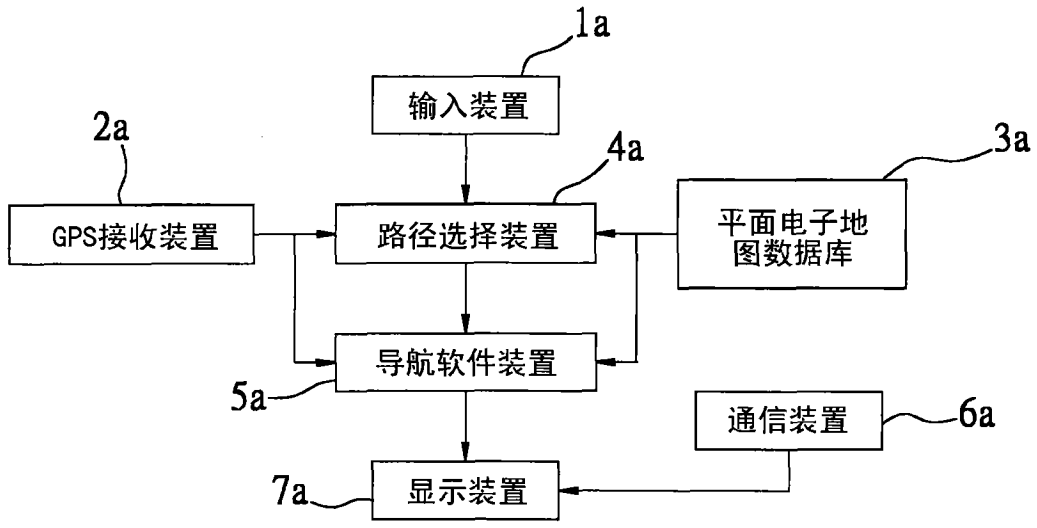 1a
输入装置
2a
4a
3a
GPS接收装置
路径选择装置
平面电子地
图数据库
导航软件装置
5a
通信装置
6a
显示装置
7a